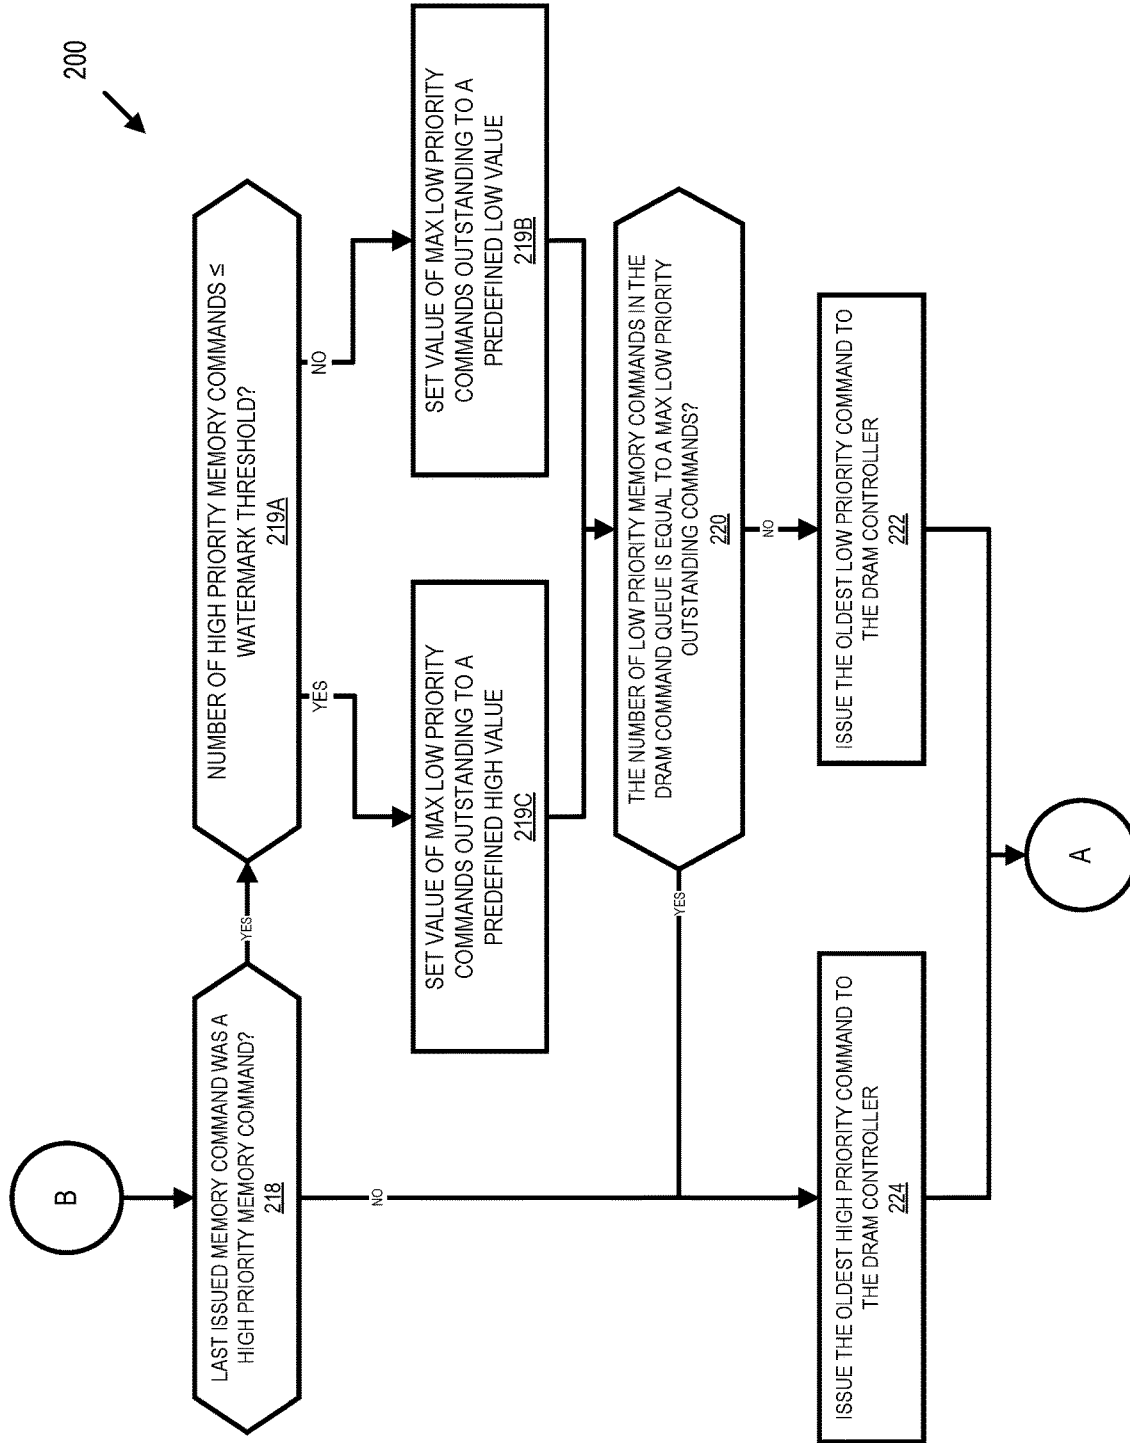 200
B
LAST ISSUED MEMORY COMMAND WAS A
HIGH PRIORITY MEMORY COMMAND?
218
YES
NO
NUMBER OF HIGH PRIORITY MEMORY COMMANDS ≤
WATERMARK THRESHOLD?
219A
YES
NO
SET VALUE OF MAX LOW PRIORITY
COMMANDS OUTSTANDING TO A
PREDEFINED HIGH VALUE
219C
SET VALUE OF MAX LOW PRIORITY
COMMANDS OUTSTANDING TO A
PREDEFINED LOW VALUE
219B
THE NUMBER OF LOW PRIORITY MEMORY COMMANDS IN THE
DRAM COMMAND QUEUE IS EQUAL TO A MAX LOW PRIORITY
OUTSTANDING COMMANDS?
220
YES
NO
ISSUE THE OLDEST HIGH PRIORITY COMMAND TO
THE DRAM CONTROLLER
224
ISSUE THE OLDEST LOW PRIORITY COMMAND TO
THE DRAM CONTROLLER
222
A